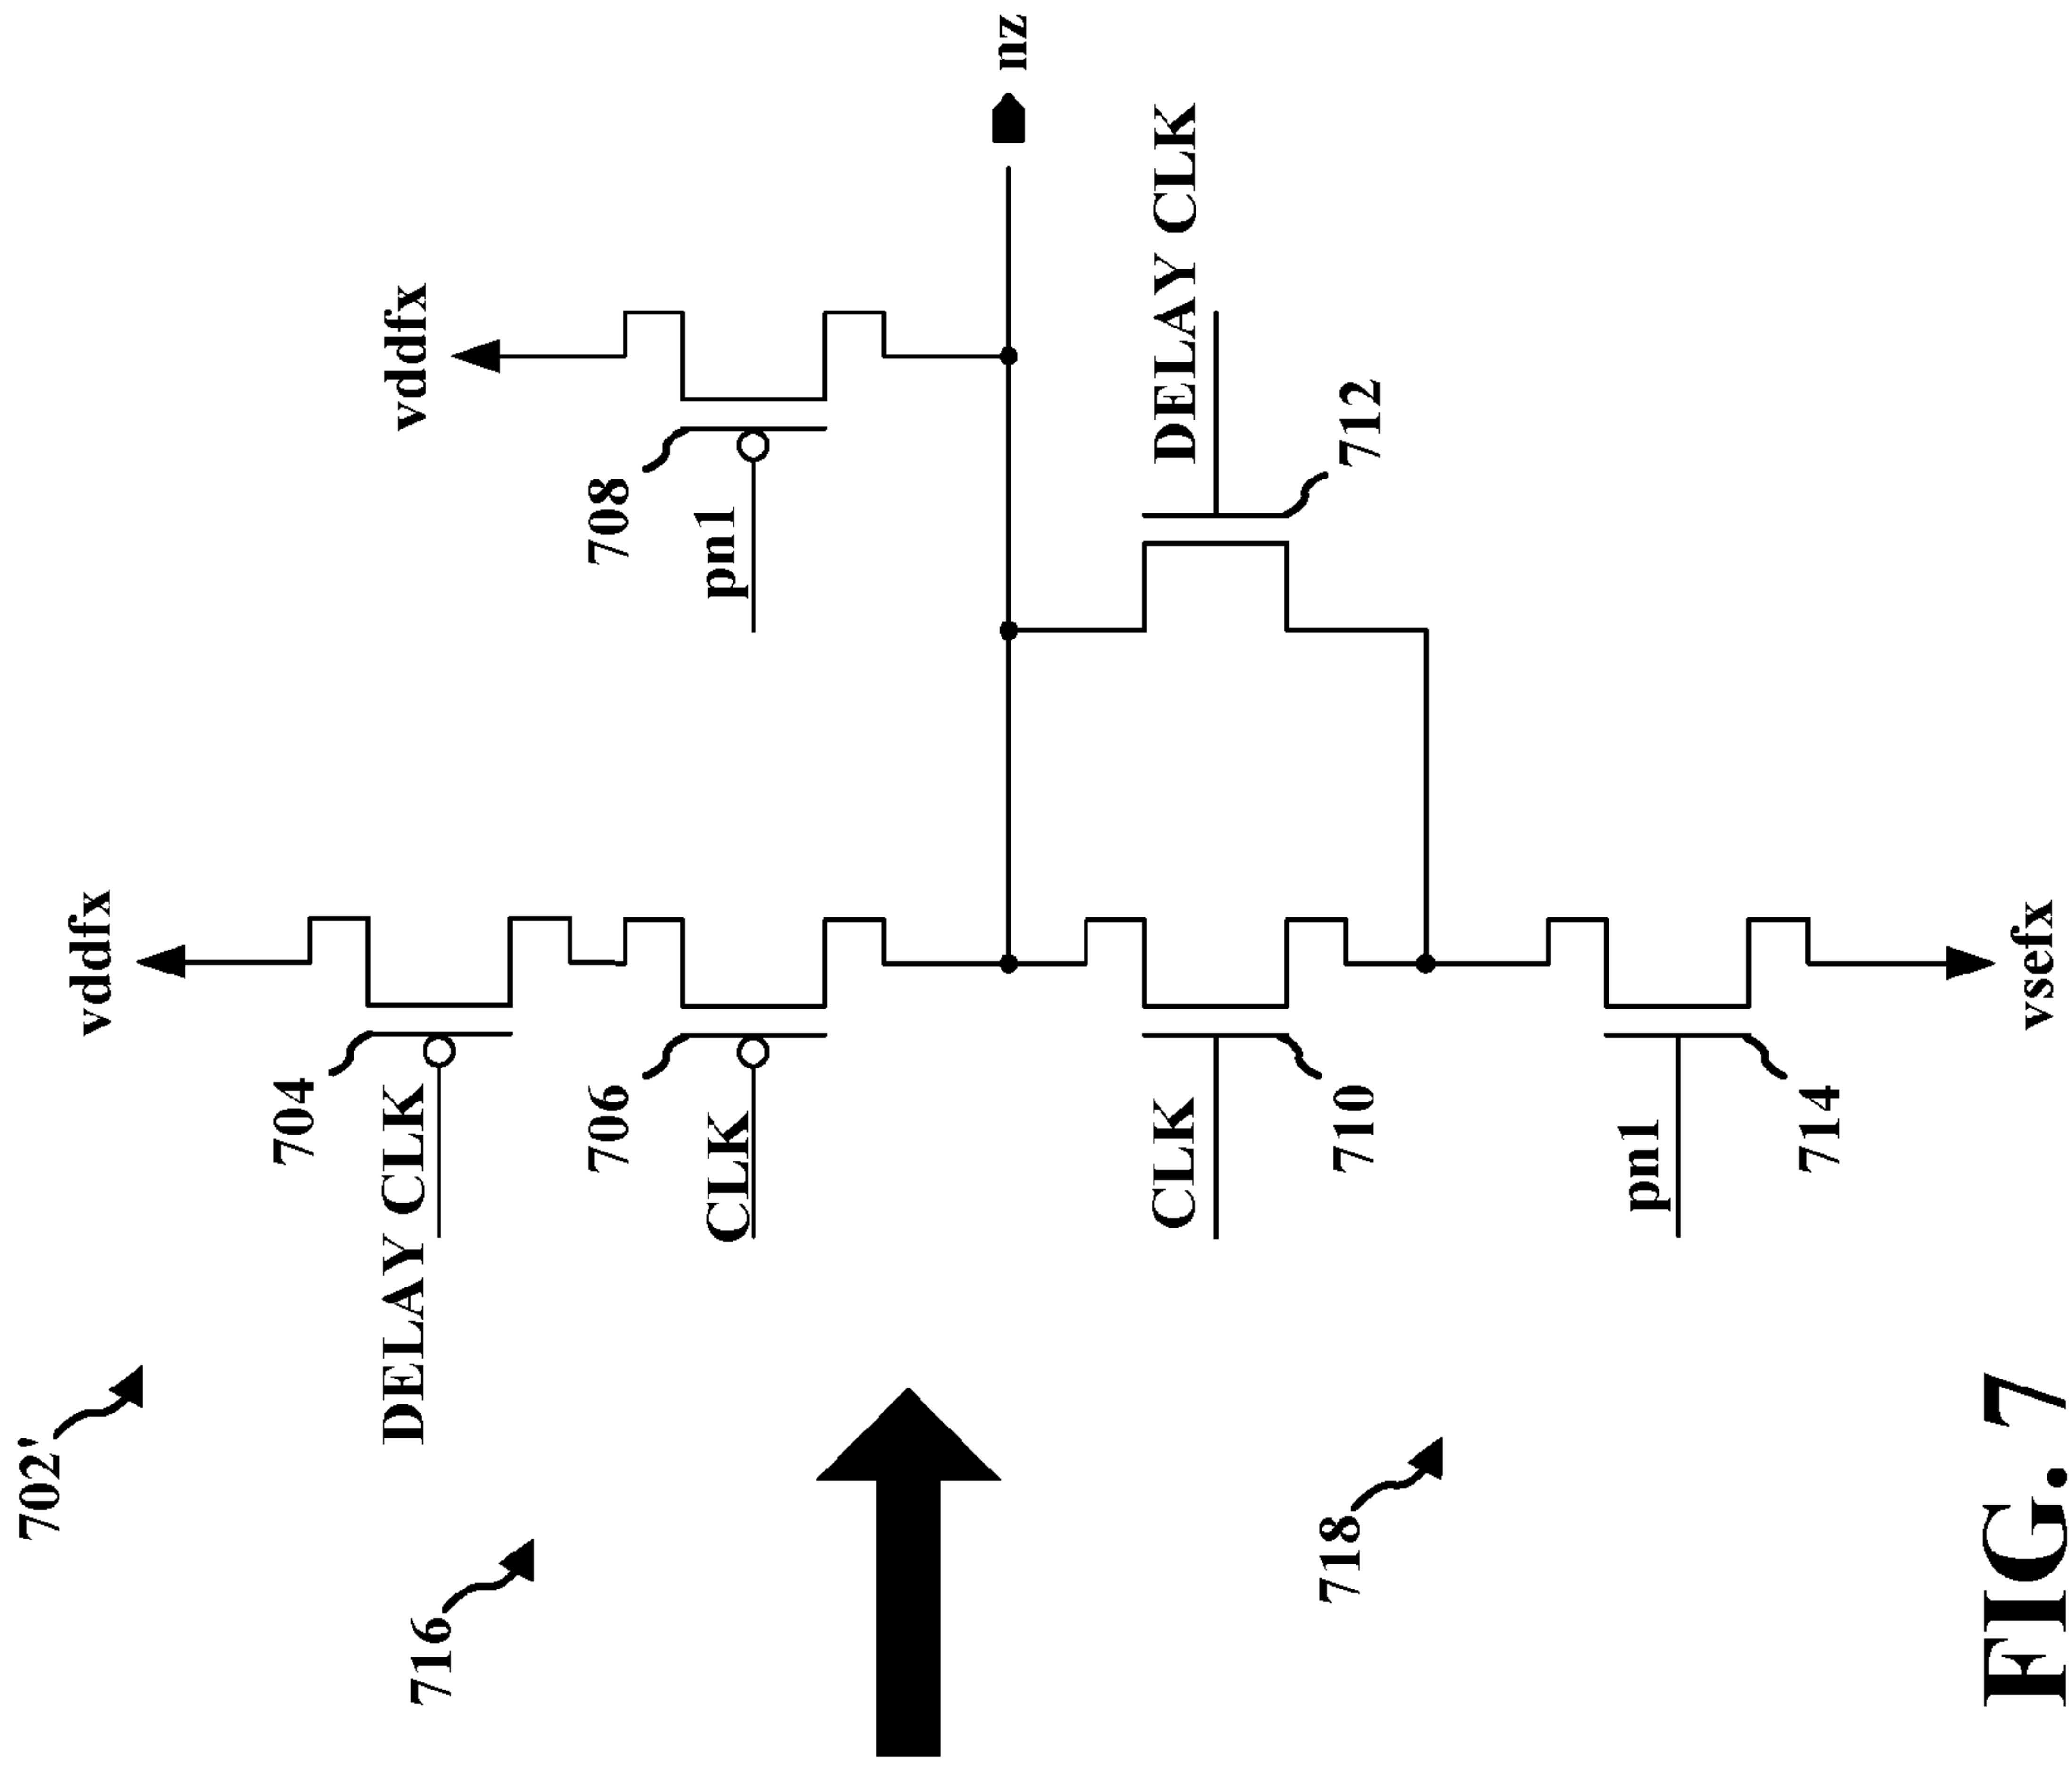 702'
vddfx
704
DELAY CLK
vddfx
716
706
708
CLK
pn1
nz
CLK
DELAY CLK
718
710
712
pn1
714
vsefx
FIG. 7